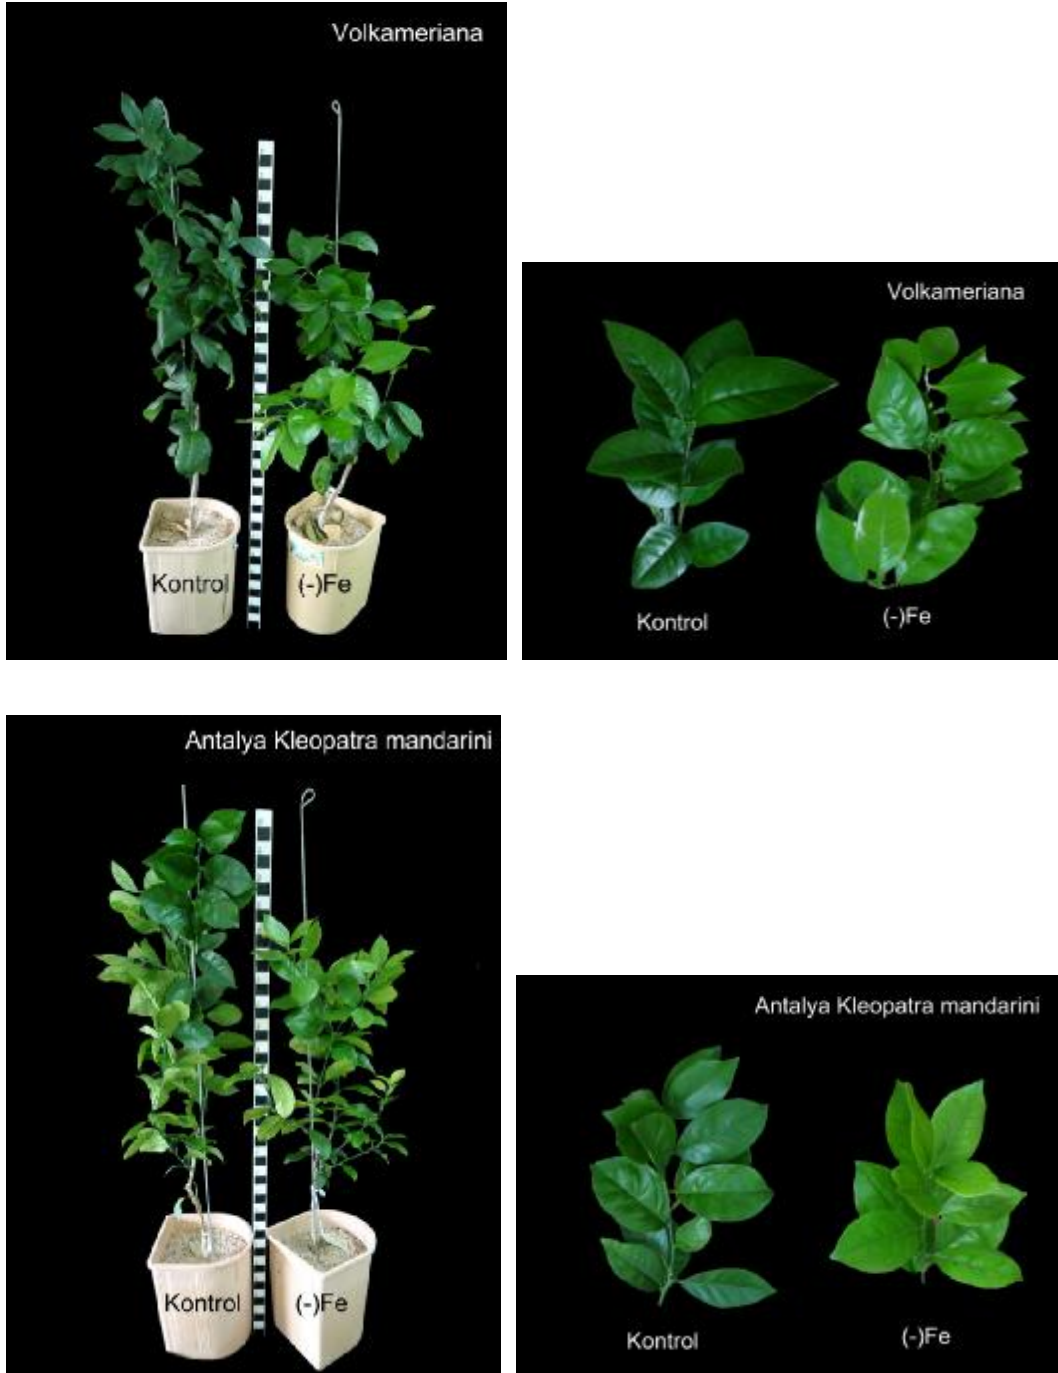 Volkameriana
Kontrol
(-)Fe
Volkameriana
Kontrol
(-)Fe
Antalya Kleopatra mandarini
Kontrol
(-)Fe
Antalya Kleopatra mandarini
Kontrol
(-)Fe